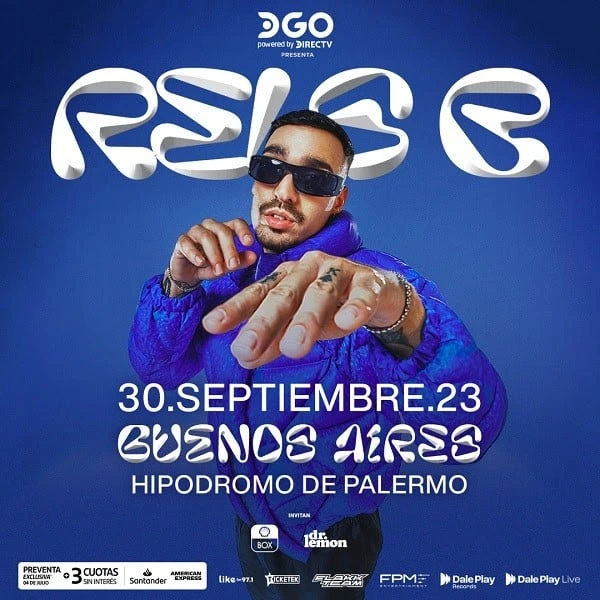 DGO
powered by DIRECTV
PRESENTA
RELS B
30.SEPTIEMBRE.23
BUENOS AIRES
HIPODROMO DE PALERMO
INVITAN
BOX
dr.
lemon
PREVENTA
EXCLUSIVA
04 DE JULIO
+3 CUOTAS
SIN INTERÉS
Santander
AMERICAN
EXPRESS
like 97.1
TICKETEK
FLAKK
TEAM
FPM
ENTERTAINMENT
Dale Play
Records
Dale Play Live